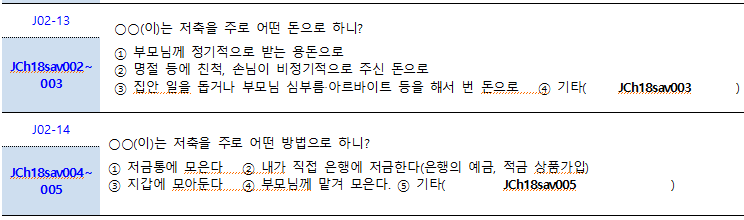 J02-13
○○(이)는 저축을 주로 어떤 돈으로 하니?
JCh18sav002~
003
① 부모님께 정기적으로 받는 용돈으로
② 명절 등에 친척, 손님이 비정기적으로 주신 돈으로
③ 집안 일을 돕거나 부모님 심부름·아르바이트 등을 해서 번 돈으로 ④ 기타( JCh18sav003 )
J02-14
○○(이)는 저축을 주로 어떤 방법으로 하니?
JCh18sav004~
005
① 저금통에 모은다 ② 내가 직접 은행에 저금한다(은행의 예금, 적금 상품가입)
③ 지갑에 모아둔다 ④ 부모님께 맡겨 모은다. ⑤ 기타( JCh18sav005 )